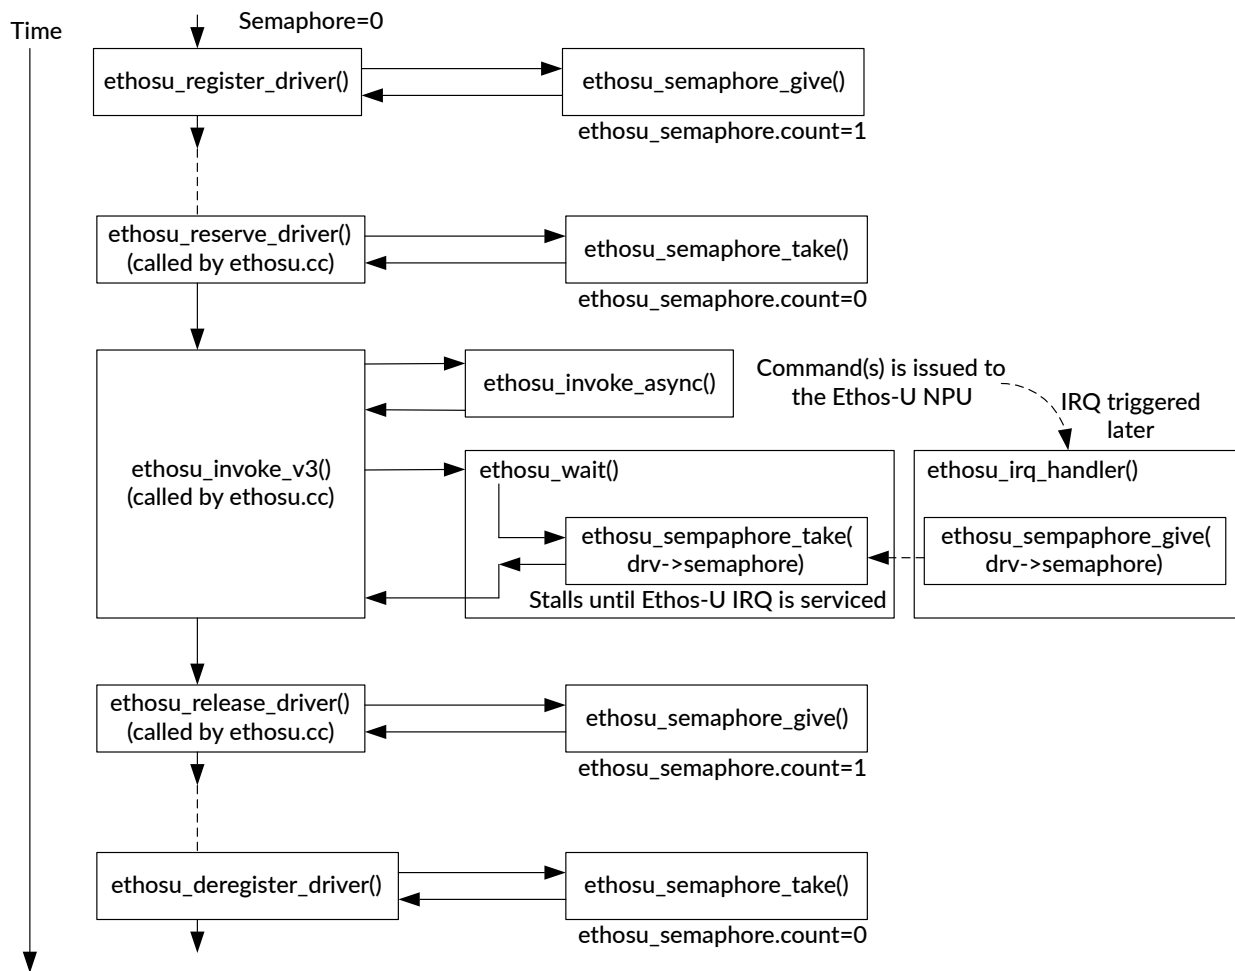 Time
Semaphore=0
ethosu_register_driver()
ethosu_semaphore_give()
ethosu_semaphore.count=1
ethosu_reserve_driver()
(called by ethosu.cc)
ethosu_semaphore_take()
ethosu_semaphore.count=0
ethosu_invoke_v3()
(called by ethosu.cc)
ethosu_invoke_async()
Command(s) is issued to
the Ethos-U NPU
IRQ triggered
later
ethosu_wait()
ethosu_sempaphore_take(
drv->semaphore)
Stalls until Ethos-U IRQ is serviced
ethosu_irq_handler()
ethosu_sempaphore_give(
drv->semaphore)
ethosu_release_driver()
(called by ethosu.cc)
ethosu_semaphore_give()
ethosu_semaphore.count=1
ethosu_deregister_driver()
ethosu_semaphore_take()
ethosu_semaphore.count=0